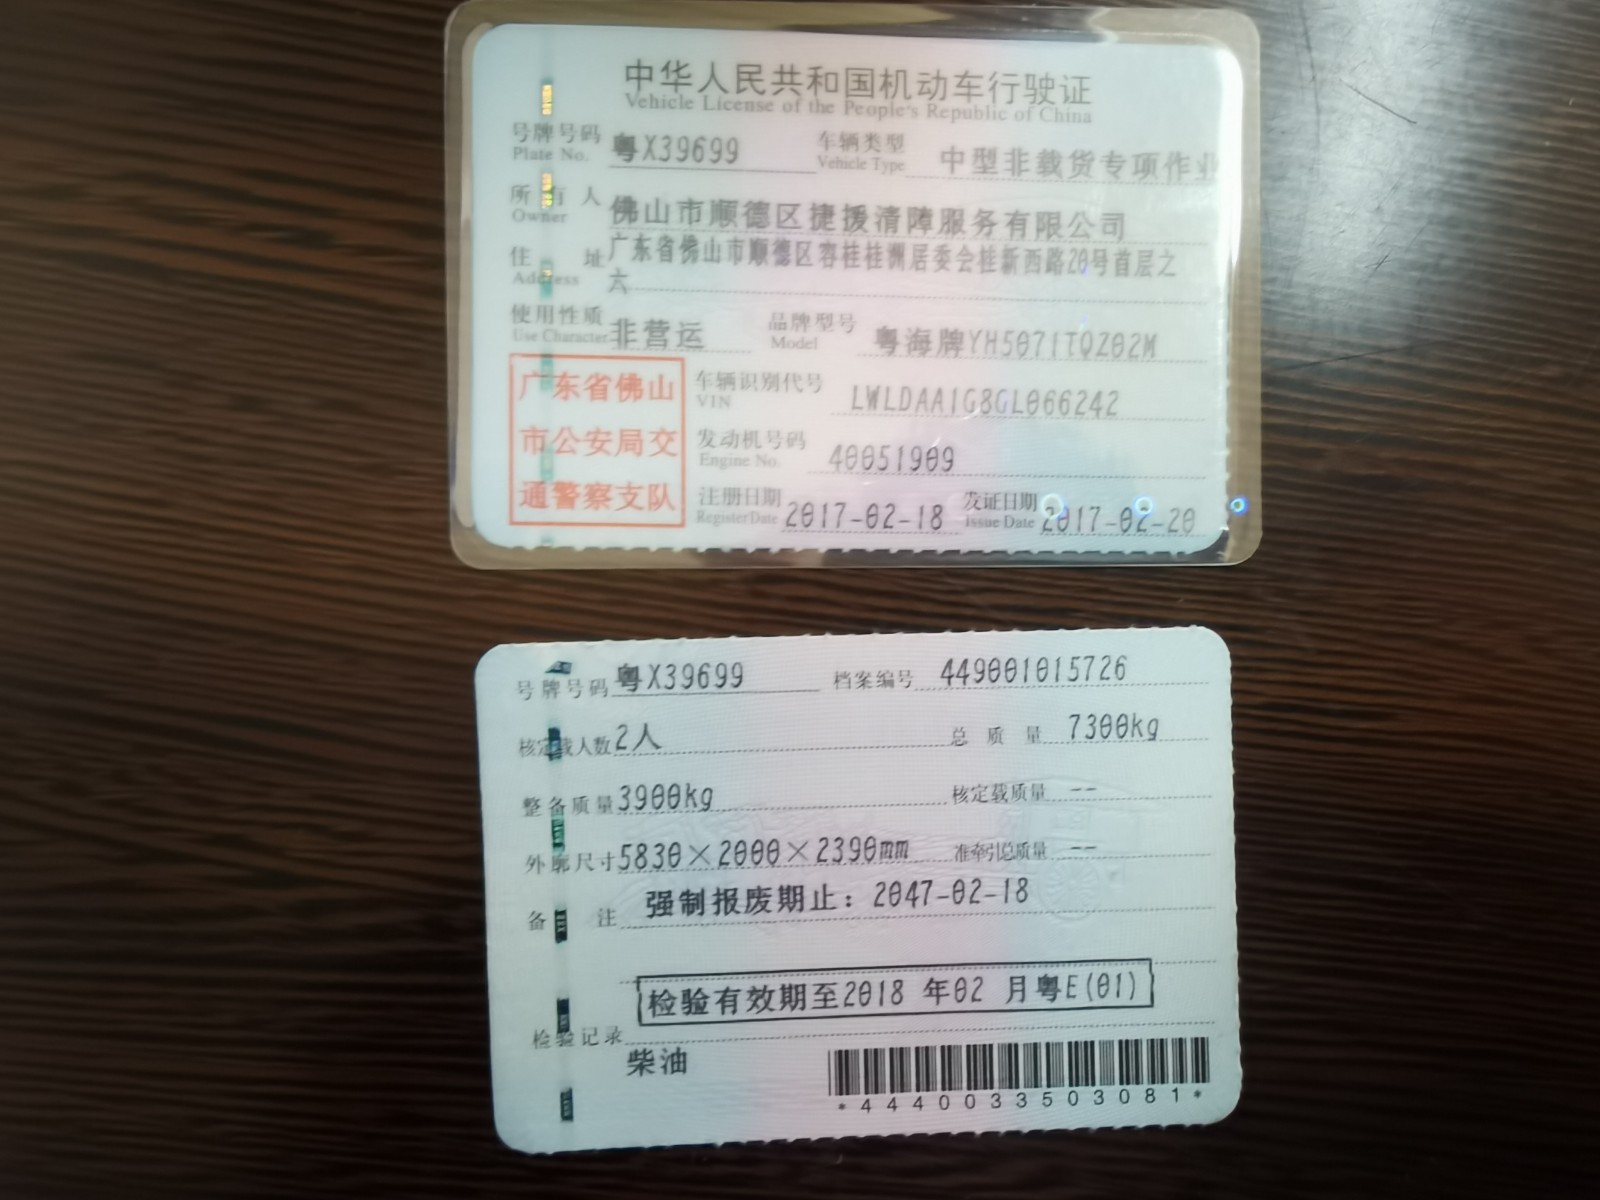 中华人民共和国机动车行驶证
Vehicle License of the People's Republic of China
号牌号码 粤X39699 车辆类型 中型非载货专项作业
Plate No. Vehicle Type
所有人 佛山市顺德区捷援清障服务有限公司
Owner
住址 广东省佛山市顺德区容桂桂洲居委会桂新西路20号首层之
Address 六
使用性质 非营运 品牌型号 粤海牌YH5071TQZ02M
Use Character Model
广东省佛山
市公安局交
通警察支队
车辆识别代号 LWLDAA1G8GL066242
VIN
发动机号码 40051909
Engine No.
注册日期 2017-02-18 发证日期 2017-02-20
Register Date Issue Date
号牌号码 粤X39699 档案编号 449001015726
核定载人数 2人 总质量 7300kg
整备质量 3900kg 核定载质量 --
外廓尺寸 5830×2000×2390mm 准牵引总质量 --
备注 强制报废期止：2047-02-18
检验有效期至2018 年02 月粤E(01)
检验记录
柴油
*4440033503081*